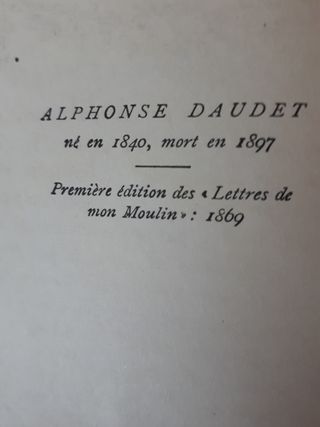 ALPHONSE DAUDET
né en 1840, mort en 1897
Première édition des « Lettres de
mon Moulin » : 1869